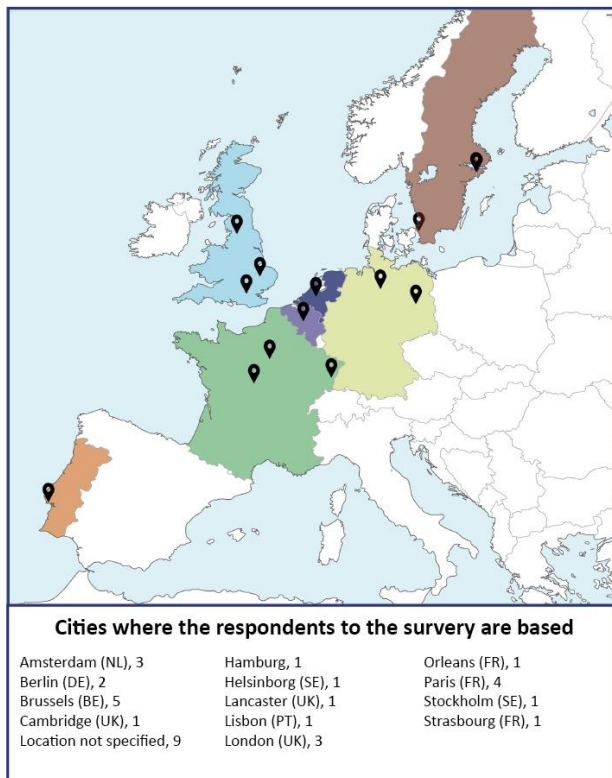 Cities where the respondents to the survery are based
Amsterdam (NL), 3
Berlin (DE), 2
Brussels (BE), 5
Cambridge (UK), 1
Location not specified, 9
Hamburg, 1
Helsinborg (SE), 1
Lancaster (UK), 1
Lisbon (PT), 1
London (UK), 3
Orleans (FR), 1
Paris (FR), 4
Stockholm (SE), 1
Strasbourg (FR), 1